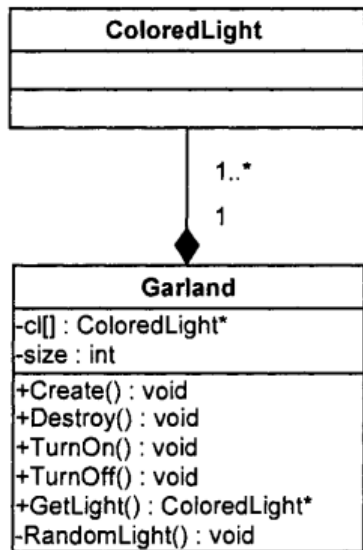 ColoredLight
1..*
1
Garland
-cl[] : ColoredLight*
-size : int
+Create() : void
+Destroy() : void
+TurnOn() : void
+TurnOff() : void
+GetLight() : ColoredLight*
-RandomLight() : void